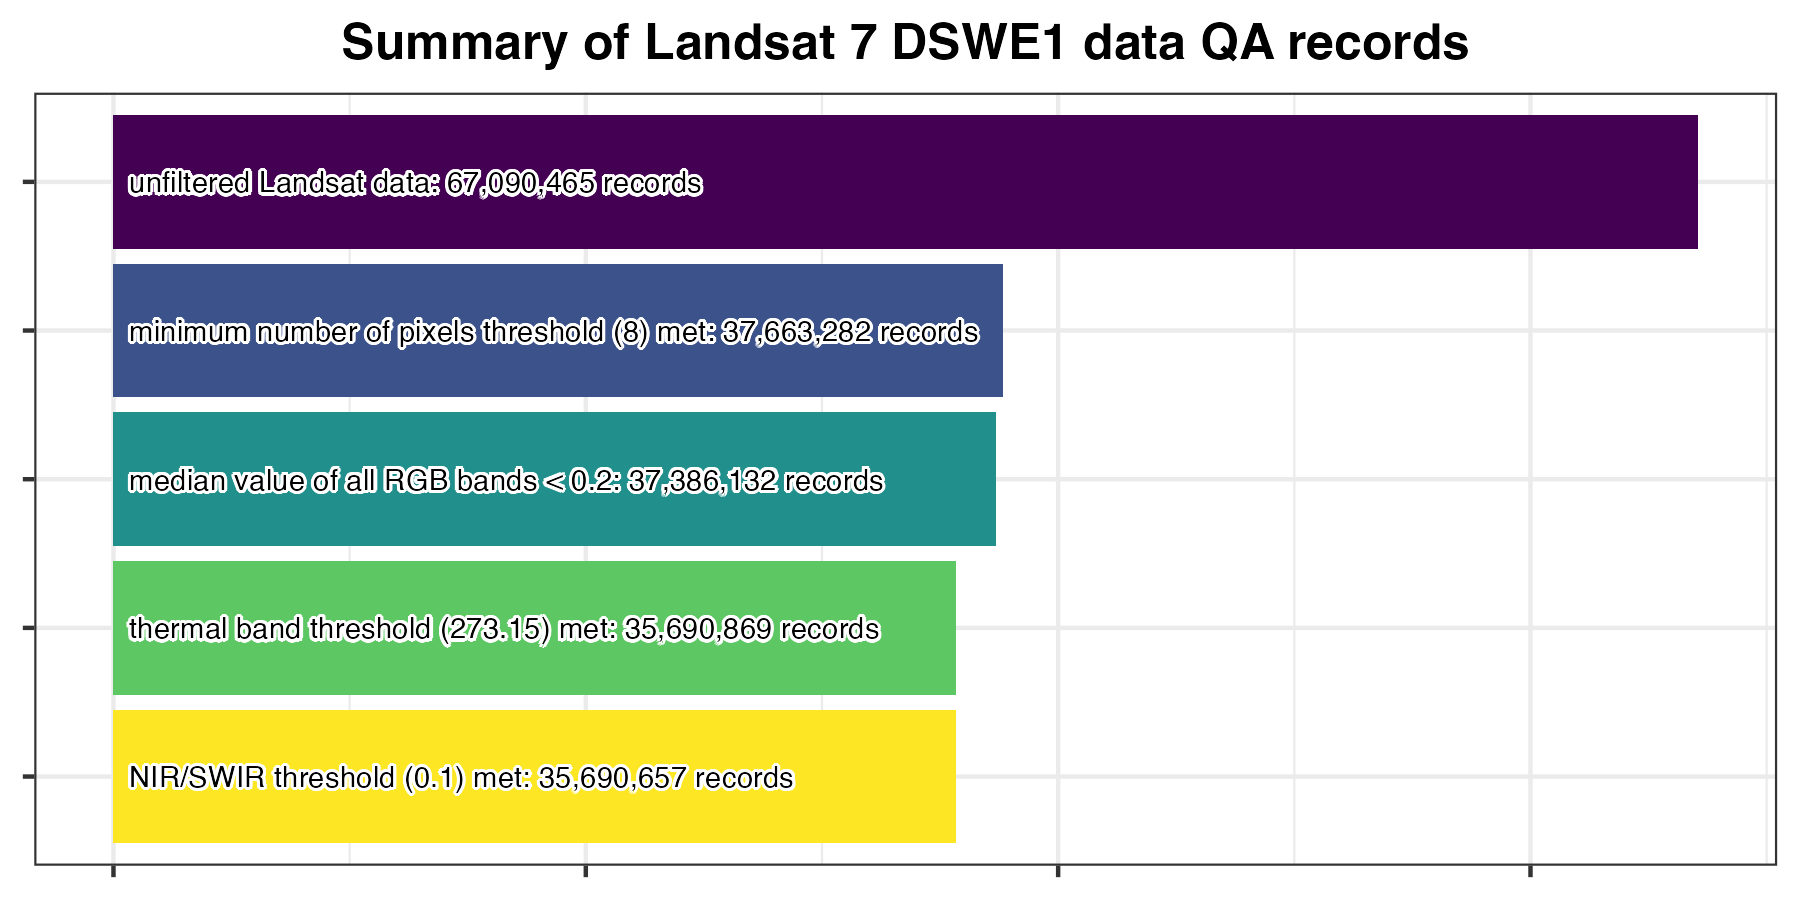 Summary of Landsat 7 DSWE1 data QA records
unfiltered Landsat data: 67,090,465 records
minimum number of pixels threshold (8) met: 37,663,282 records
median value of all RGB bands < 0.2: 37,386,132 records
thermal band threshold (273.15) met: 35,690,869 records
NIR/SWIR threshold (0.1) met: 35,690,657 records